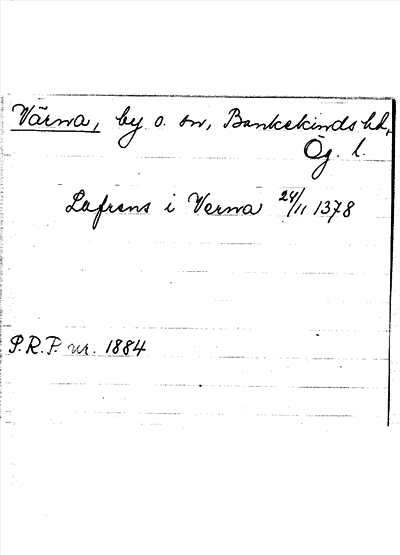 Värna, by o. sn, Bankekinds hd,
Ög. l.
Lafrens i Verna 24/11 1378
P.R.P. nr. 1884